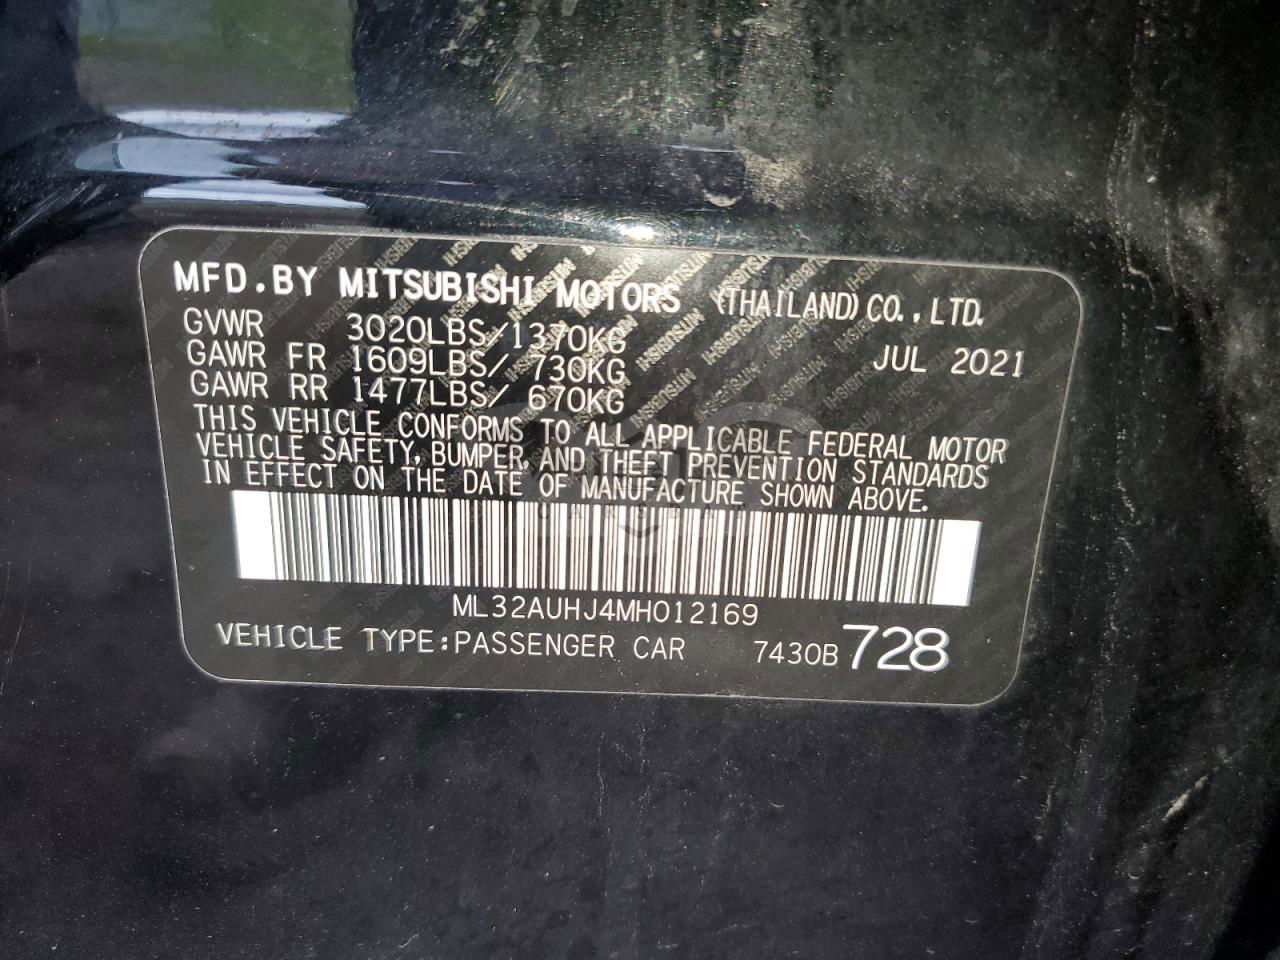 MFD.BY MITSUBISHI MOTORS (THAILAND)CO.,LTD.
GVWR 3020LBS/1370KG
GAWR FR 1609LBS/ 730KG JUL 2021
GAWR RR 1477LBS/ 670KG
THIS VEHICLE CONFORMS TO ALL APPLICABLE FEDERAL MOTOR
VEHICLE SAFETY, BUMPER, AND THEFT PREVENTION STANDARDS
IN EFFECT ON THE DATE OF MANUFACTURE SHOWN ABOVE.
ML32AUHJ4MH012169
VEHICLE TYPE:PASSENGER CAR 7430B 728